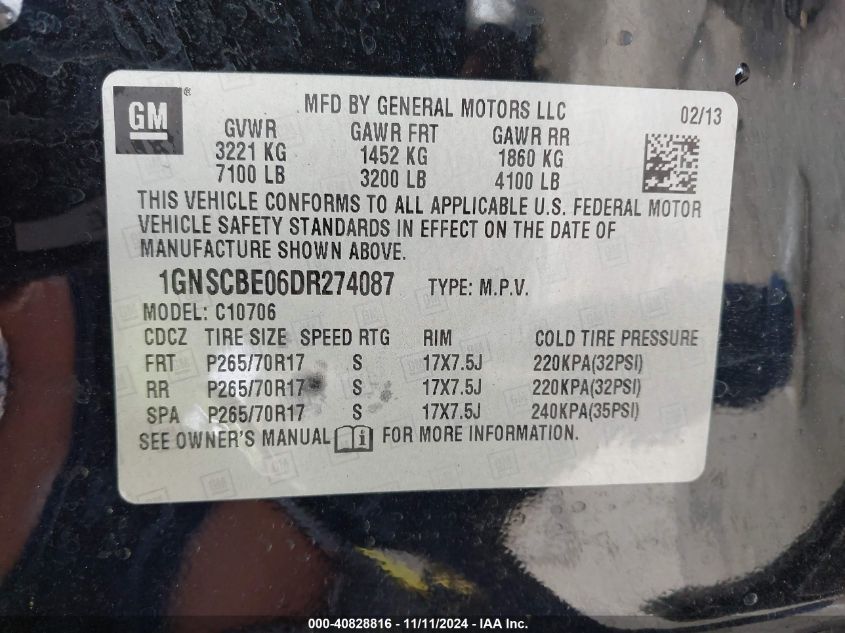 GM ®
MFD BY GENERAL MOTORS LLC 02/13
GVWR GAWR FRT GAWR RR
3221 KG 1452 KG 1860 KG
7100 LB 3200 LB 4100 LB
THIS VEHICLE CONFORMS TO ALL APPLICABLE U.S. FEDERAL MOTOR
VEHICLE SAFETY STANDARDS IN EFFECT ON THE DATE OF
MANUFACTURE SHOWN ABOVE.
1GNSCBE06DR274087 TYPE: M.P.V.
MODEL: C10706
CDCZ TIRE SIZE SPEED RTG RIM COLD TIRE PRESSURE
FRT P265/70R17 S 17X7.5J 220KPA(32PSI)
RR P265/70R17 S 17X7.5J 220KPA(32PSI)
SPA P265/70R17 S 17X7.5J 240KPA(35PSI)
SEE OWNER'S MANUAL i FOR MORE INFORMATION.
000-40828816 - 11/11/2024 - IAA Inc.